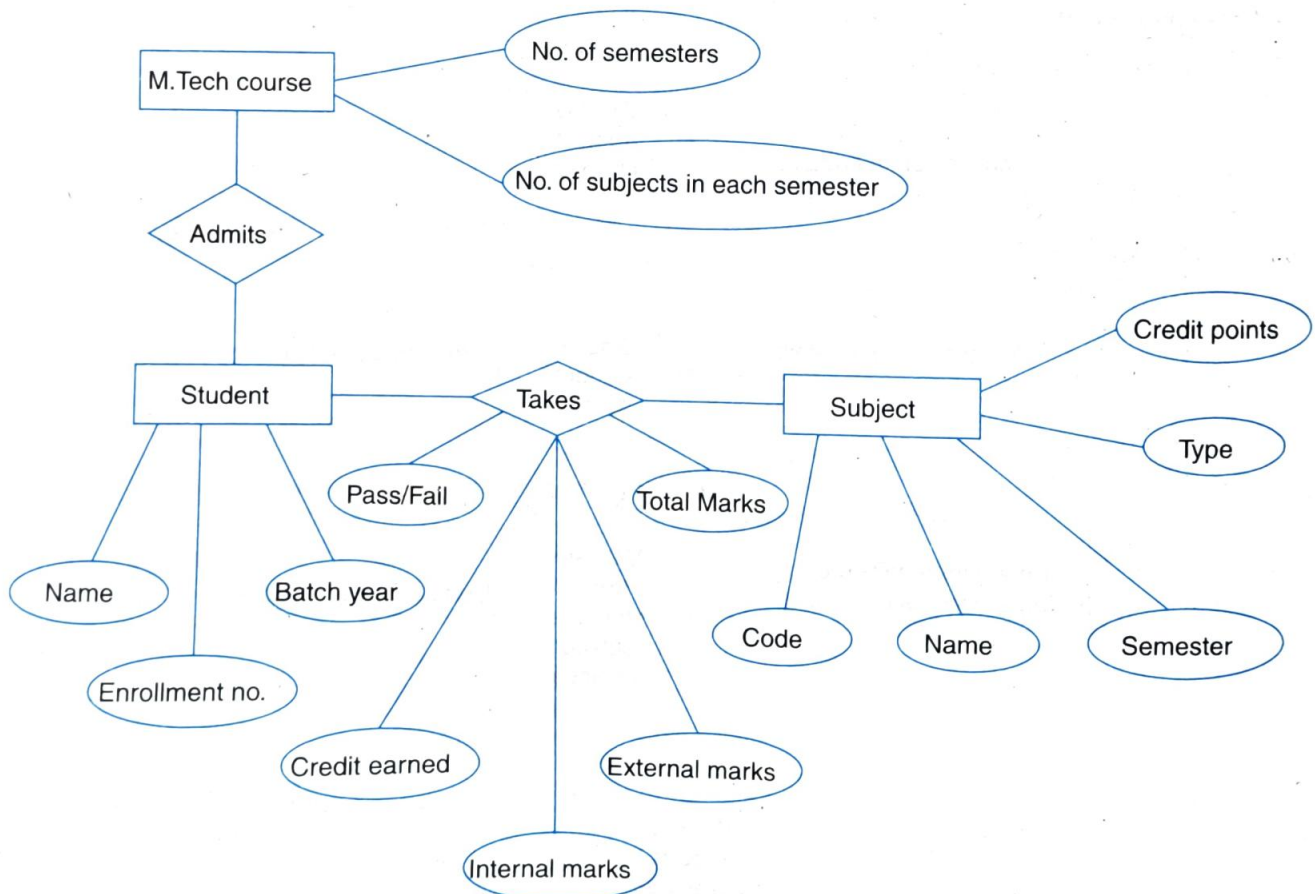 No. of semesters
M.Tech course
No. of subjects in each semester
Admits
Credit points
Student
Takes
Subject
Type
Pass/Fail
Total Marks
Name
Batch year
Code
Name
Semester
Enrollment no.
Credit earned
External marks
Internal marks